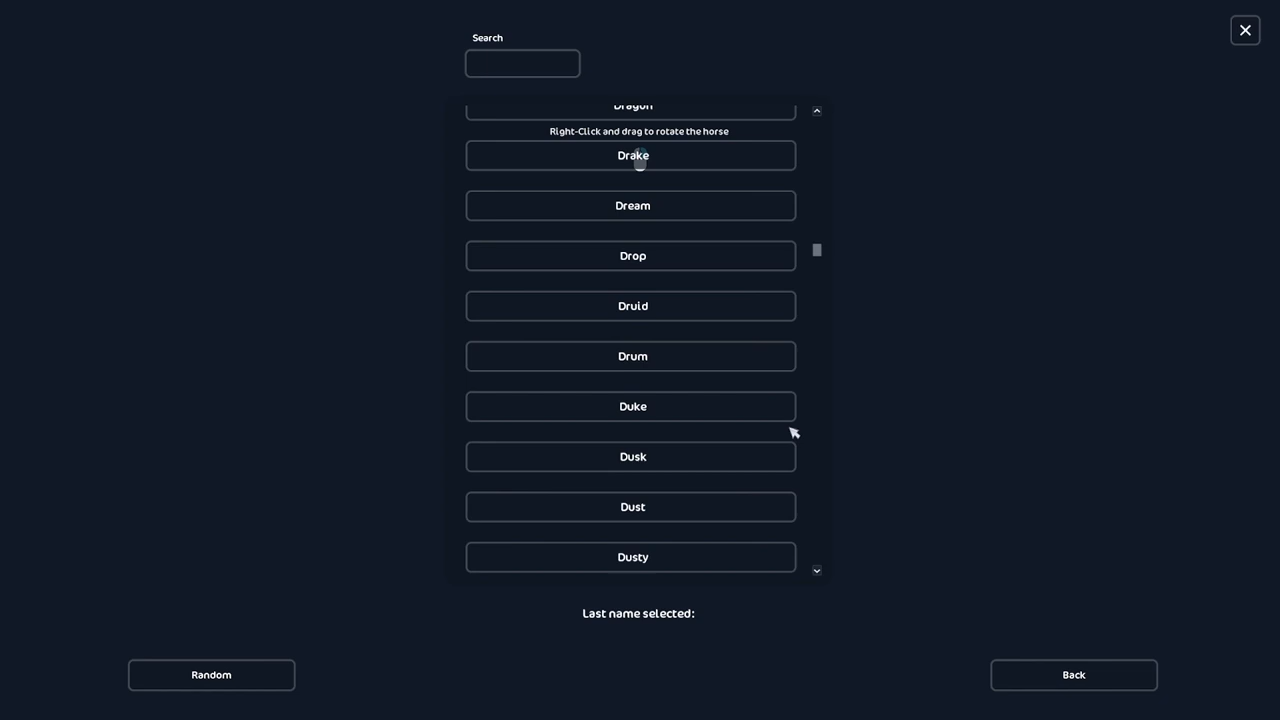 Search
Dragon
Right-Click and drag to rotate the horse
Drake
Dream
Drop
Druid
Drum
Duke
Dusk
Dust
Dusty
Last name selected:
Random
Back